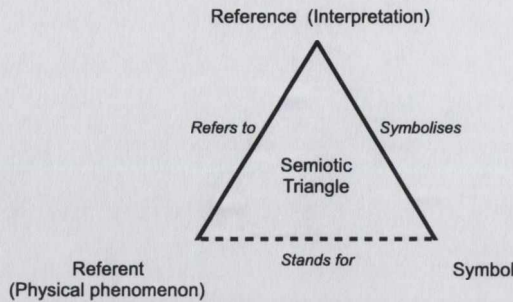 Reference (Interpretation)
Refers to
Symbolises
Semiotic
Triangle
Stands for
Referent
(Physical phenomenon)
Symbol